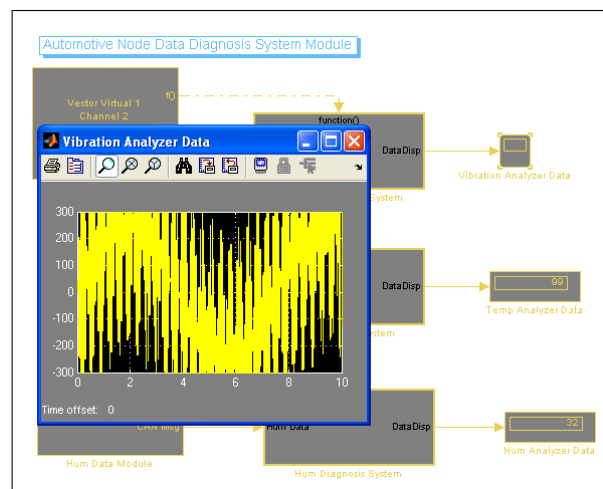 Automotive Node Data Diagnosis System Module
Vector Virtual 1
Channel 2
f()
function()
DataDisp
Vibration Analyzer Data
System
Vibration Analyzer Data
300
200
100
0
-100
-200
-300
0
2
4
6
8
10
Time offset: 0
DataDisp
99
Temp Analyzer Data
System
CAN Msg
Hum Data
DataDisp
32
Hum Data Module
Hum Diagnosis System
Hum Analyzer Data